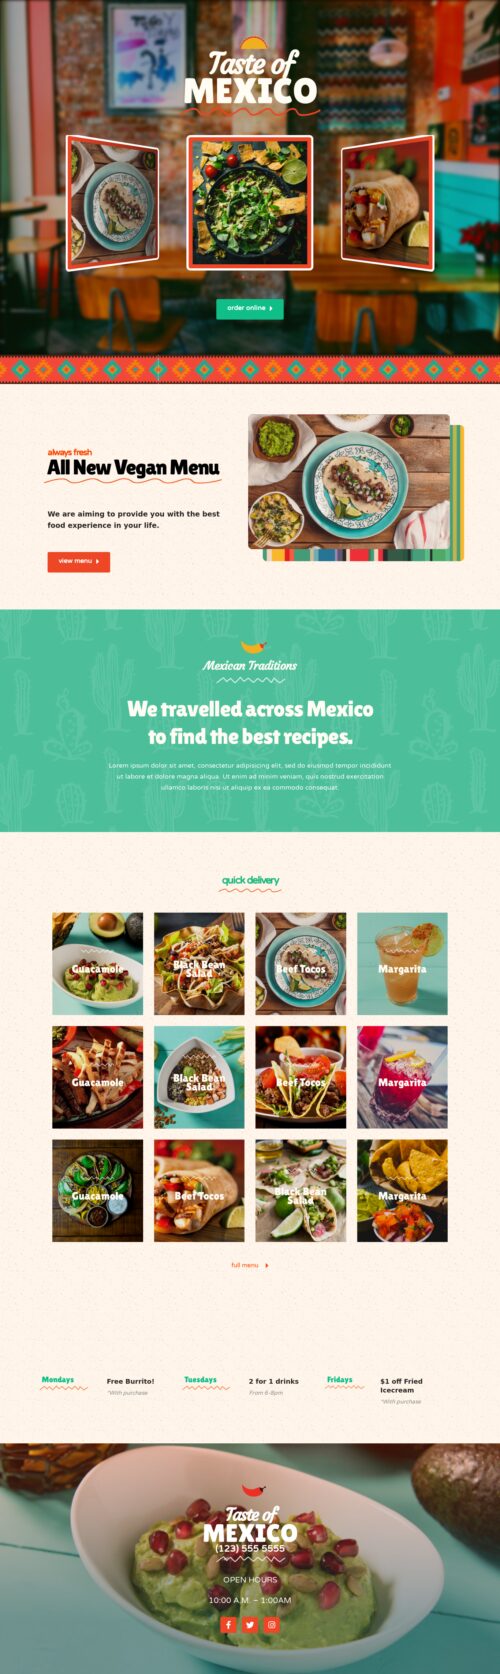 Taste of
MEXICO
order online
always fresh
All New Vegan Menu
We are aiming to provide you with the best
food experience in your life.
view menu
Mexican Traditions
We travelled across Mexico
to find the best recipes.
Lorem ipsum dolor sit amet, consectetur adipisicing elit, sed do eiusmod tempor incididunt
ut labore et dolore magna aliqua. Ut enim ad minim veniam, quis nostrud exercitation
ullamco laboris nisi ut aliquip ex ea commodo consequat.
quick delivery
Guacamole
Black Bean
Salad
Beef Tocos
Margarita
Guacamole
Black Bean
Salad
Beef Tocos
Margarita
Guacamole
Beef Tocos
Black Bean
Salad
Margarita
full menu
Mondays
Free Burrito!
*With purchase
Tuesdays
2 for 1 drinks
From 6-8pm
Fridays
$1 off Fried
Icecream
*With purchase
Taste of
MEXICO
(123) 555 5555
OPEN HOURS
10:00 A.M. – 1:00AM